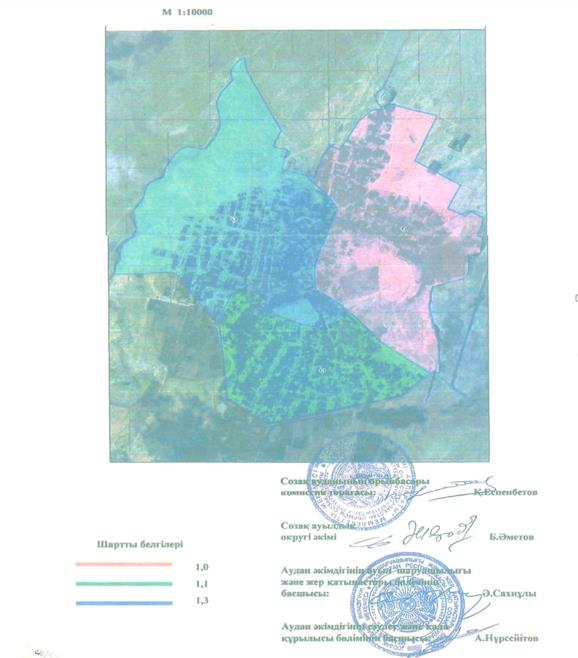 М 1:10000
Созақ ауданының орынбасары
комиссия төрағасы:
Қ.Еспенбетов
Созақ ауылдық
округі әкімі
Б.Әметов
Шартты белгілері
1,0
1,1
1,3
Аудан әкімдігінің ауыл шаруашылығы
және жер қатынастары бөлімінің
басшысы:
Ә.Сахиұлы
Аудан әкімдігінің сәулет және қала
құрылысы бөлімінің басшысы:
А.Нұрсейітов